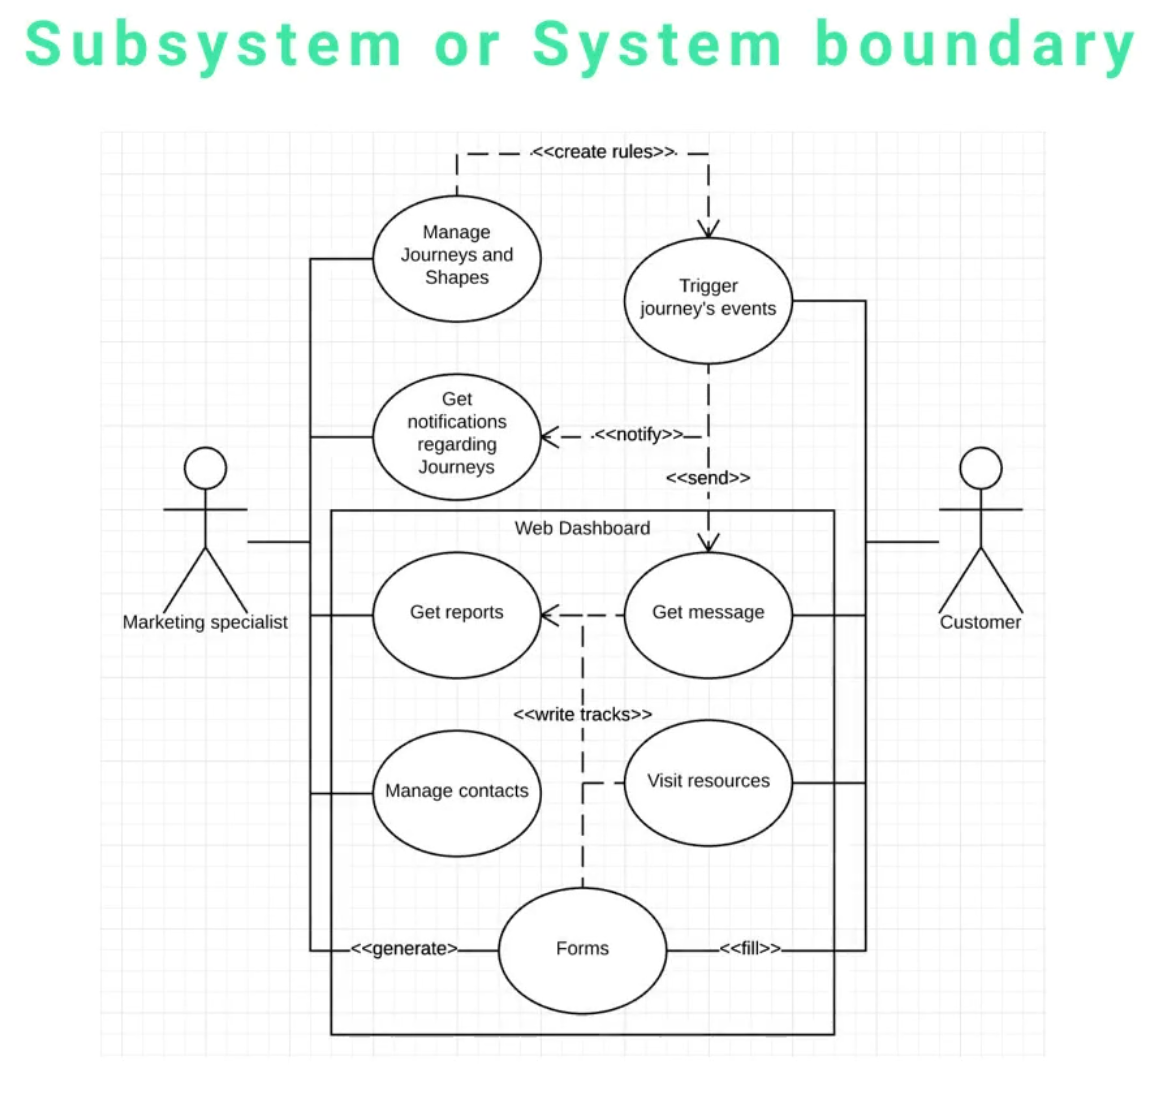 Subsystem or System boundary
<<create rules>>
Manage
Journeys and
Shapes
Trigger
journey's events
Get
notifications
regarding
Journeys
<<notify>>
<<send>>
Web Dashboard
Get reports
Get message
Marketing specialist
Customer
<<write tracks>>
Manage contacts
Visit resources
<<generate>
Forms
<<fill>>